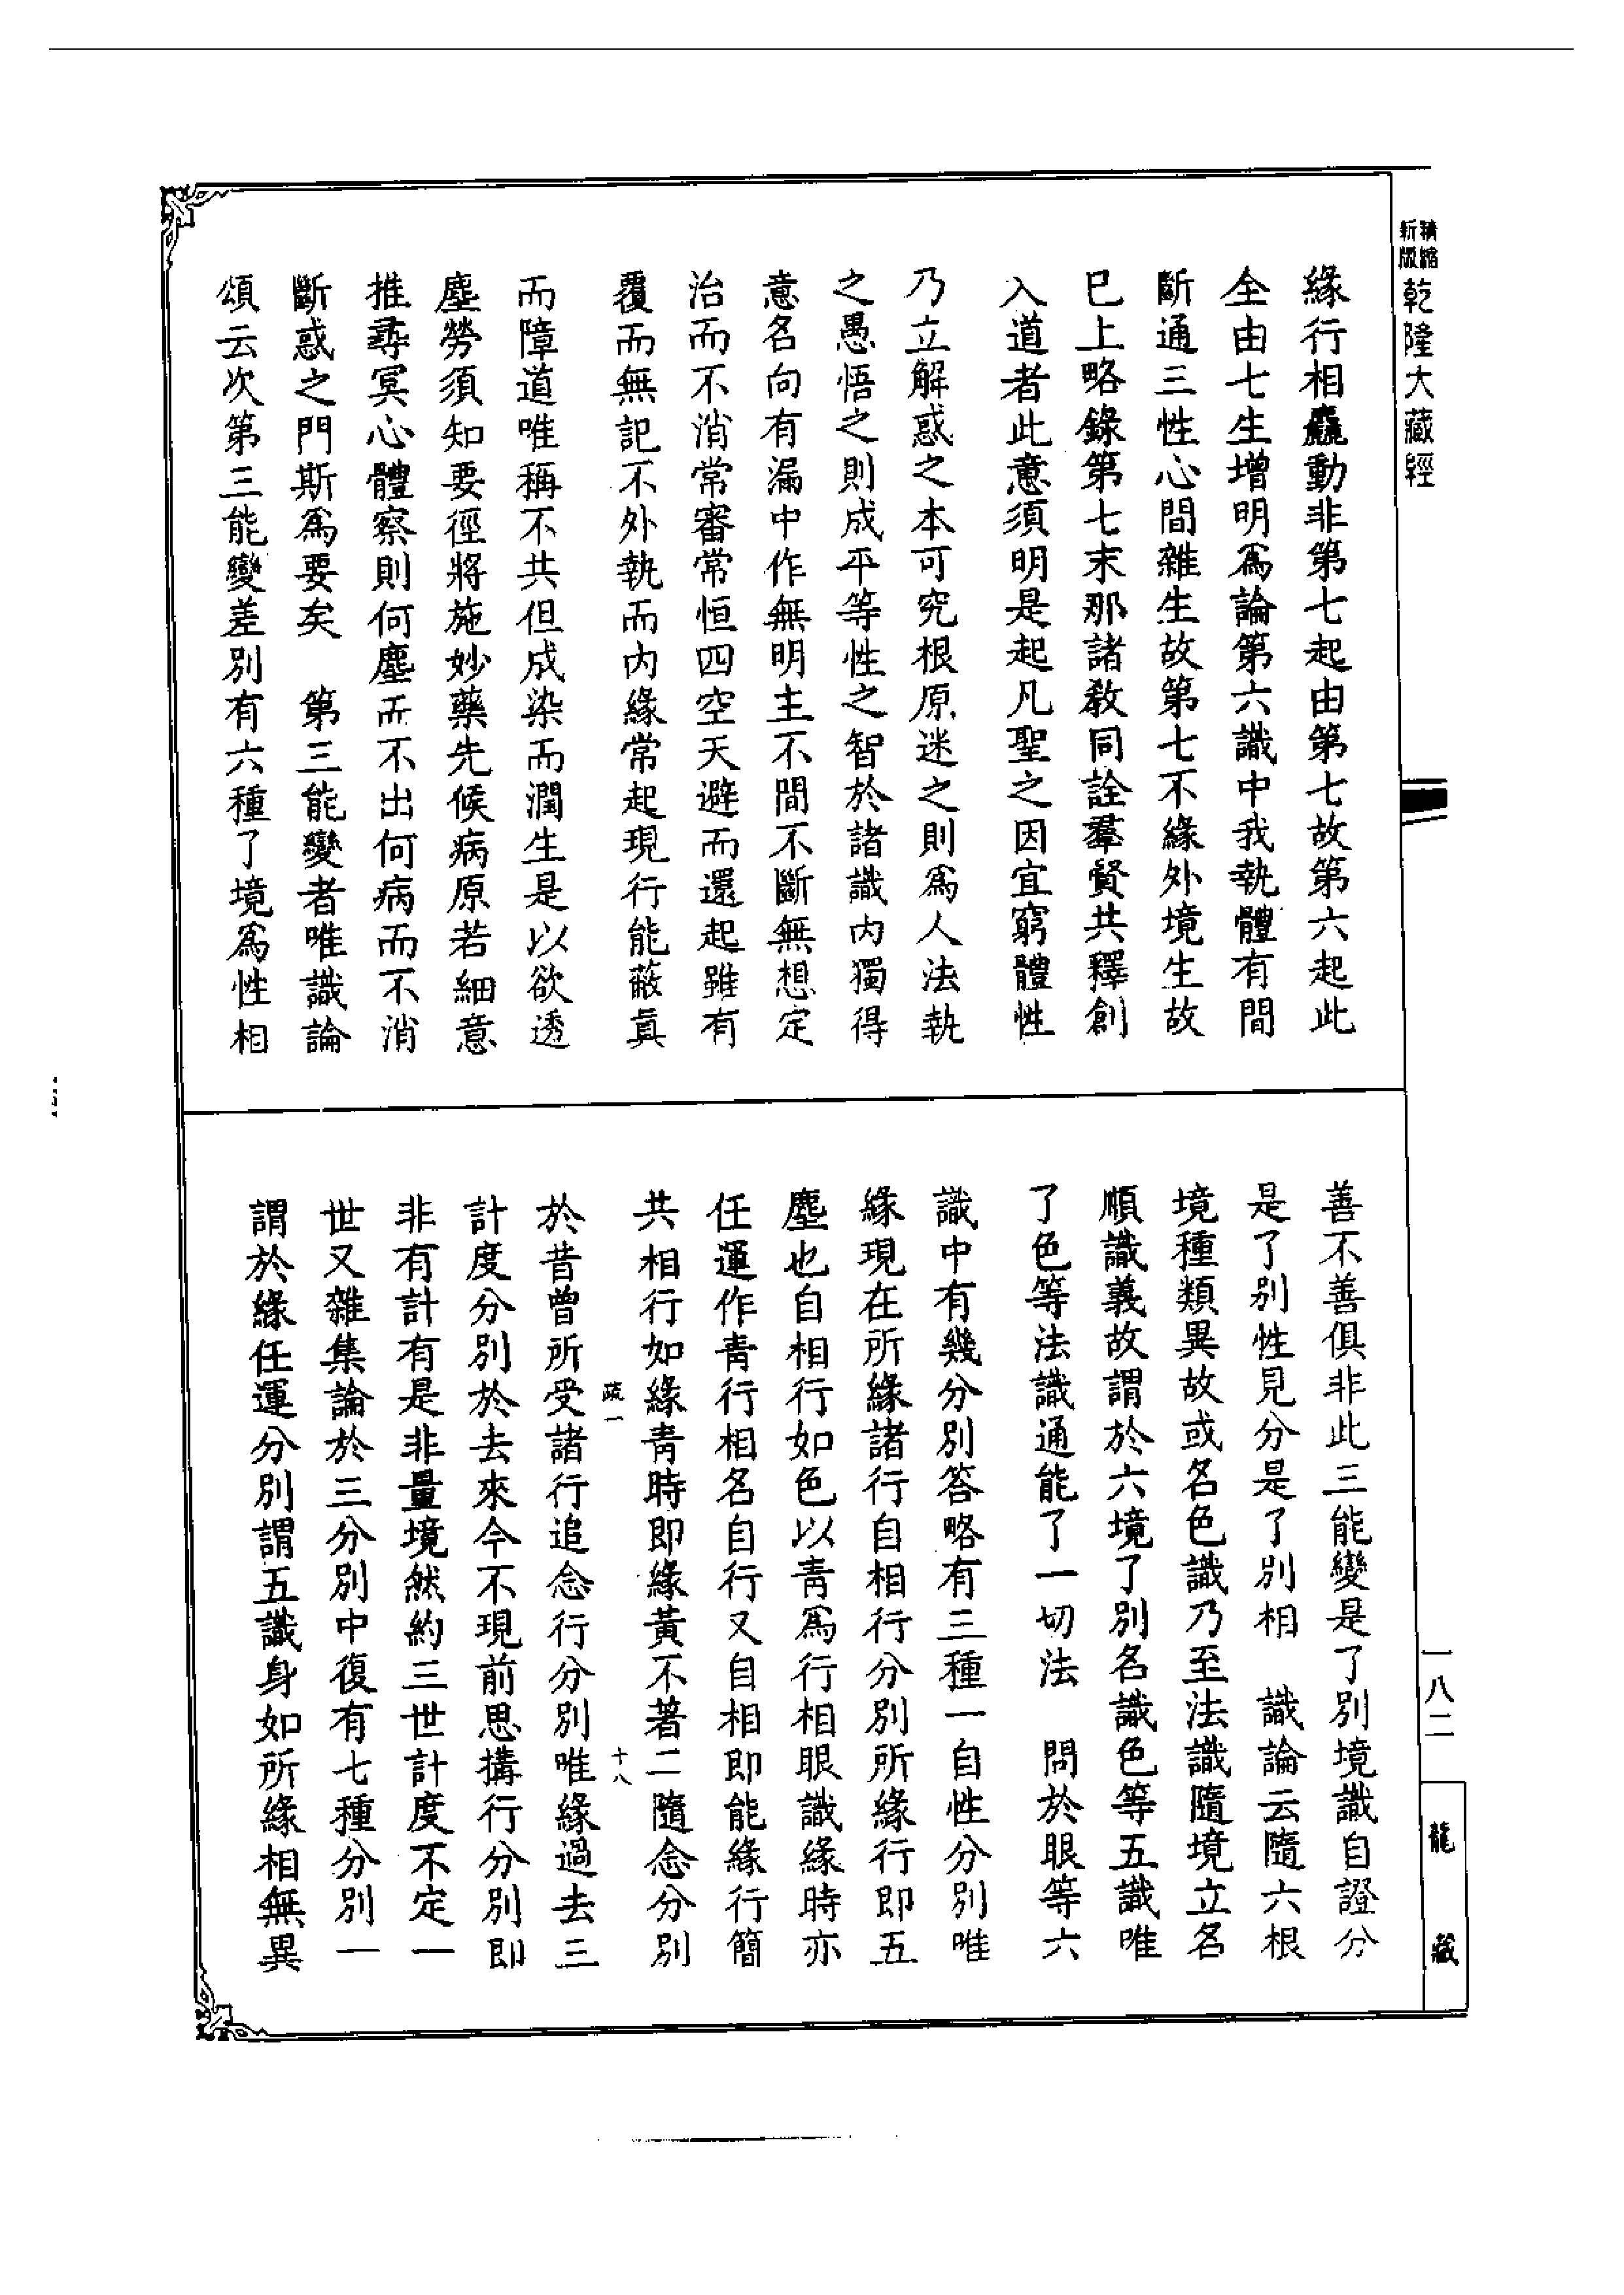 精縮
新版
乾隆大藏經
緣行相麤動非第七起由第七故第六起此
全由七生增明爲論第六識中我執體有間
斷通三性心間雜生故第七不緣外境生故
已上略錄第七末那諸教同詮羣賢共釋創
入道者此意須明是起凡聖之因宜窮體性
乃立解惑之本可究根原迷之則爲人法執
之愚悟之則成平等性之智於諸識內獨得
意名向有漏中作無明主不間不斷無想定
治而不消常審常恒四空天避而還起雖有
覆而無記不外執而內緣常起現行能蔽眞
而障道唯稱不共但成染而潤生是以欲透
塵勞須知要徑將施妙藥先候病原若細意
推尋冥心體察則何塵而不出何病而不消
斷惑之門斯爲要矣　第三能變者唯識論
頌云次第三能變差別有六種了境爲性相
善不善俱非此三能變是了別境識自證分
是了別性見分是了別相　識論云隨六根
境種類異故或名色識乃至法識隨境立名
順識義故謂於六境了別名識色等五識唯
了色等法識通能了一切法　問於眼等六
識中有幾分別答略有三種一自性分別唯
緣現在所緣諸行自相行分別所緣行即五
塵也自相行如色以青爲行相眼識緣時亦
任運作青行相名自行又自相即能緣行簡
共相行如緣青時即緣黃不著二隨念分別
疏一
十八
於昔曾所受諸行追念行分別唯緣過去三
計度分別於去來今不現前思搆行分別即
非有計有是非量境然約三世計度不定一
世又雜集論於三分別中復有七種分別一
謂於緣任運分別謂五識身如所緣相無異
一八二
龍藏